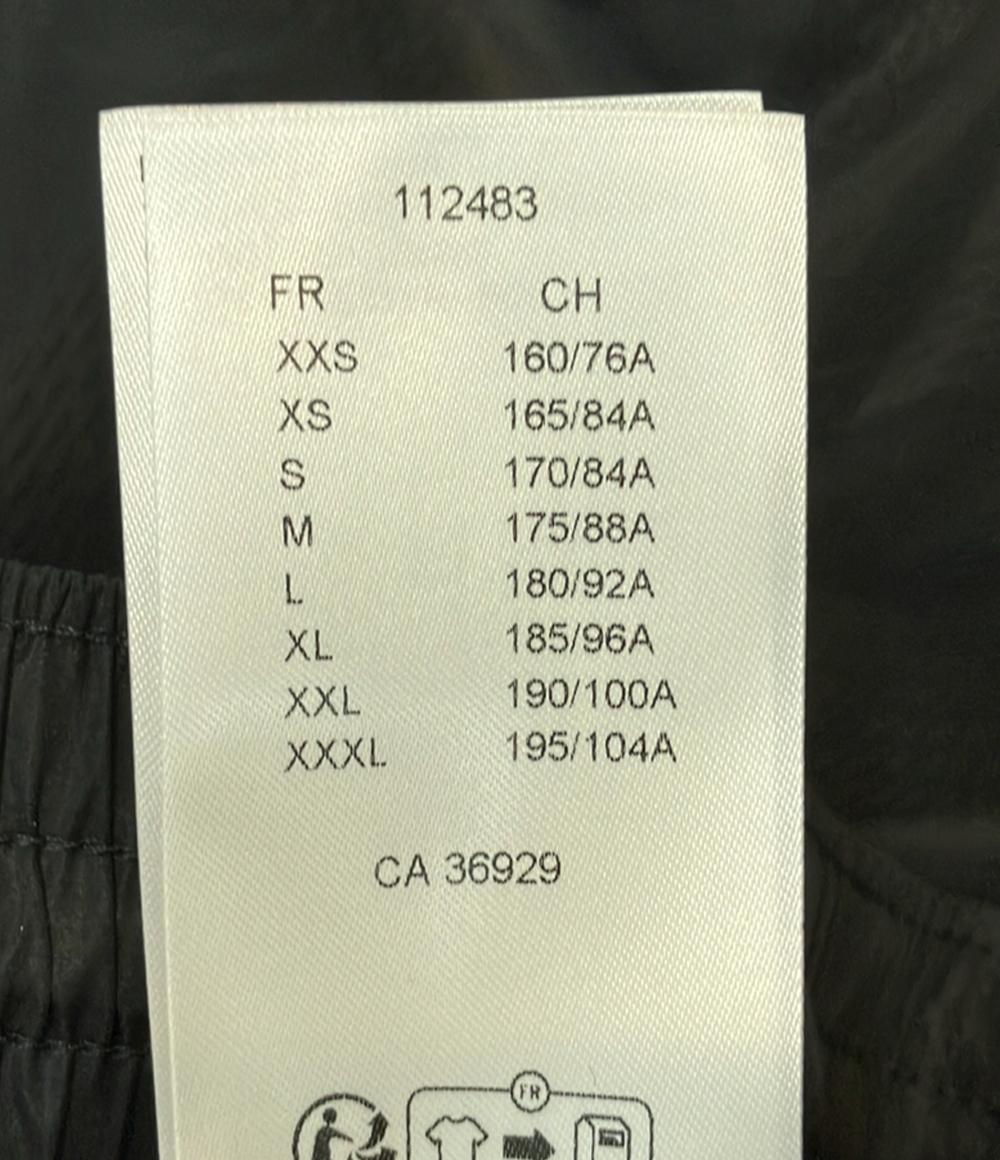 112483
FR CH
XXS 160/76A
XS 165/84A
S 170/84A
M 175/88A
L 180/92A
XL 185/96A
XXL 190/100A
XXXL 195/104A
CA 36929
FR